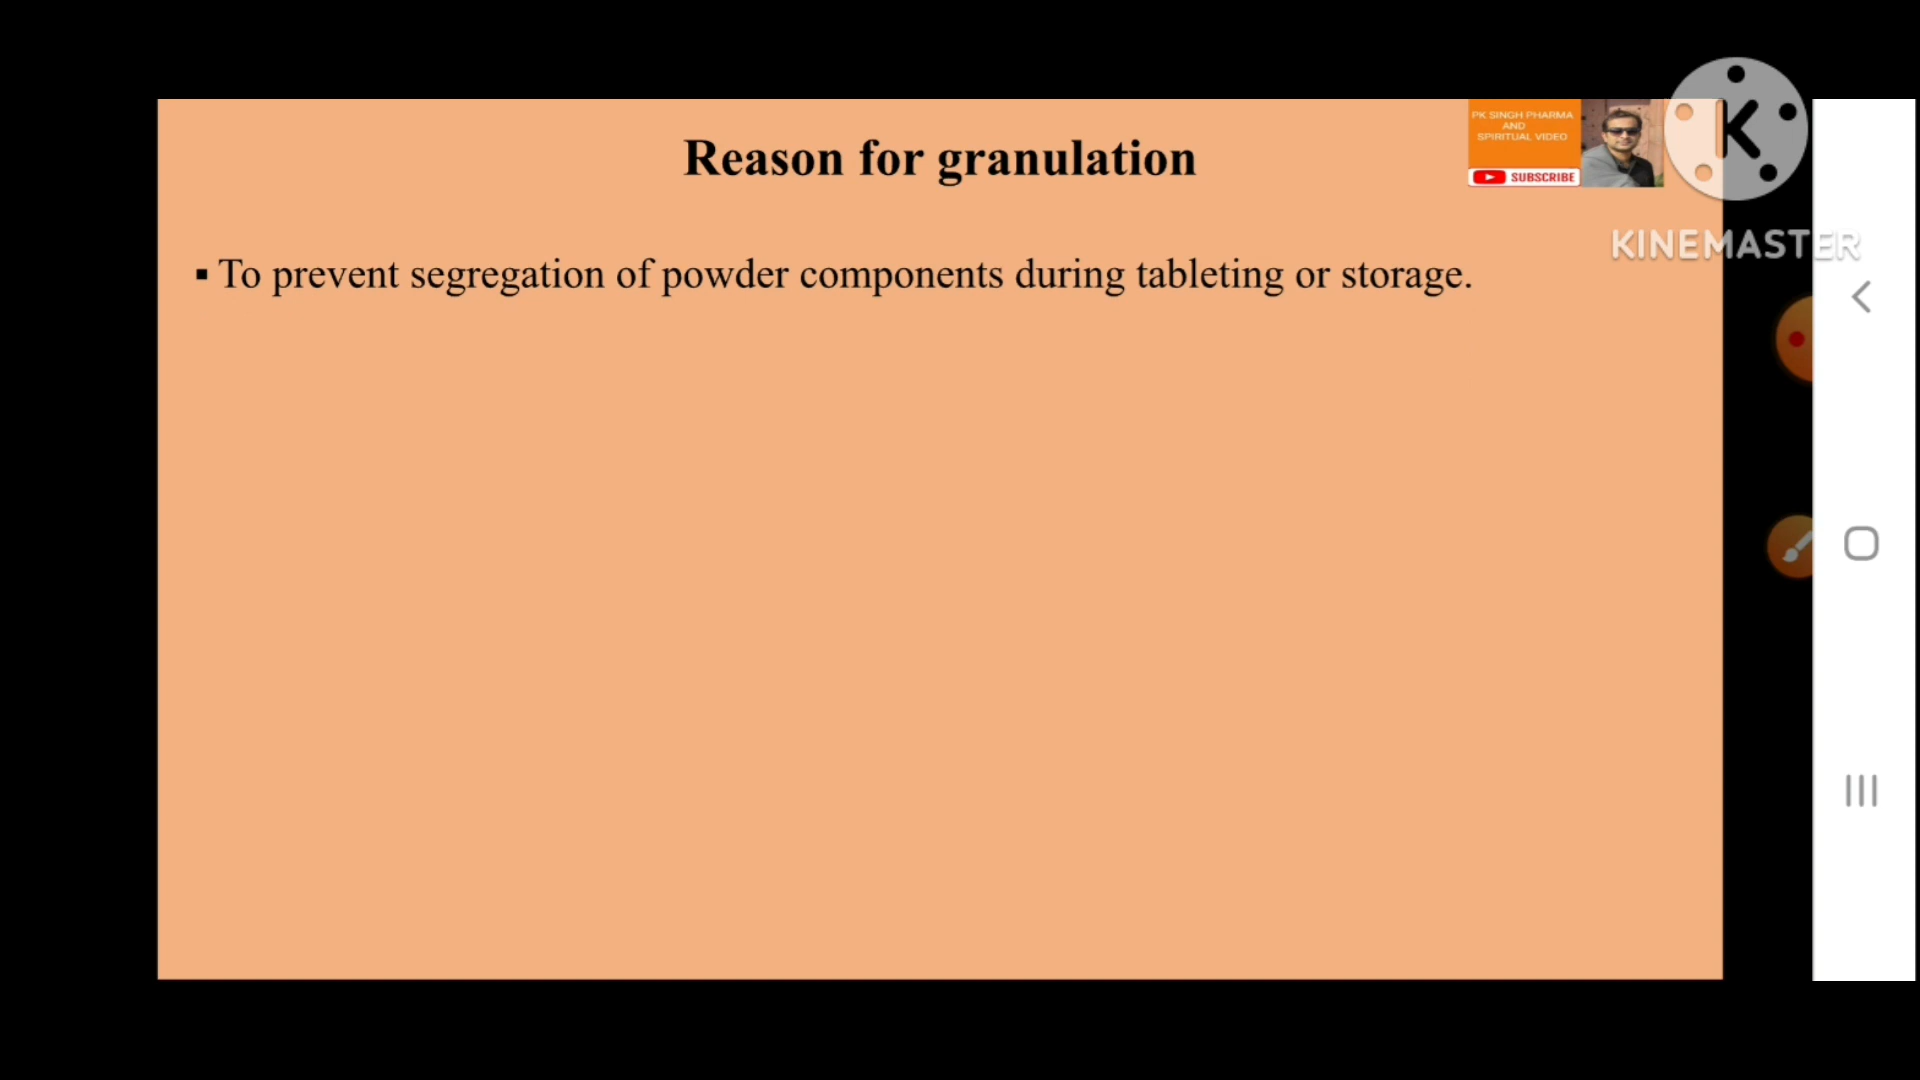 Reason for granulation
PK SINGH PHARMA
AND
SPIRITUAL VIDEO
SUBSCRIBE
K
KINEMASTER
▪ To prevent segregation of powder components during tableting or storage.